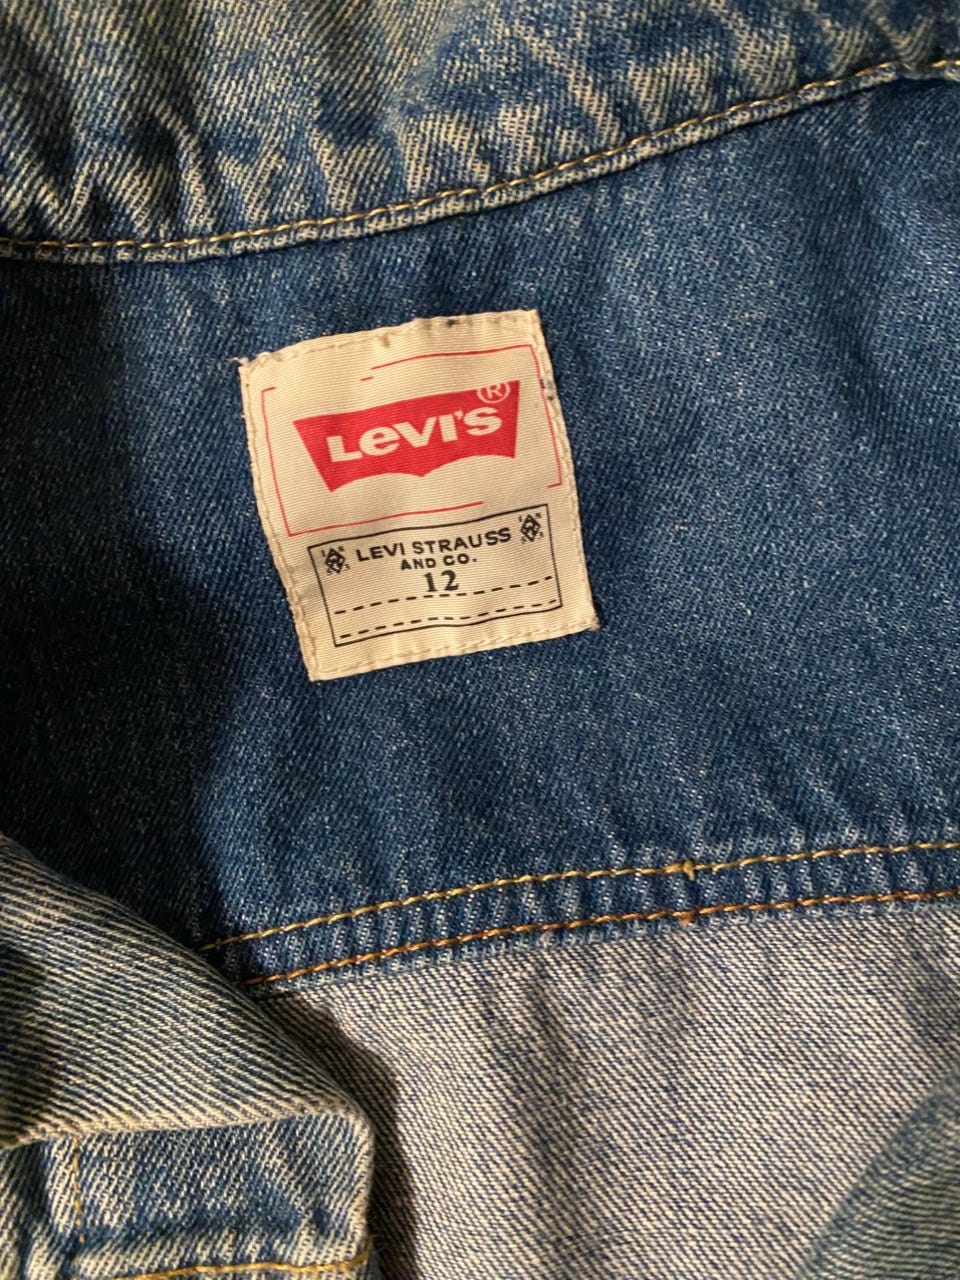 LEVI'S ®
LEVI STRAUSS
AND CO.
12